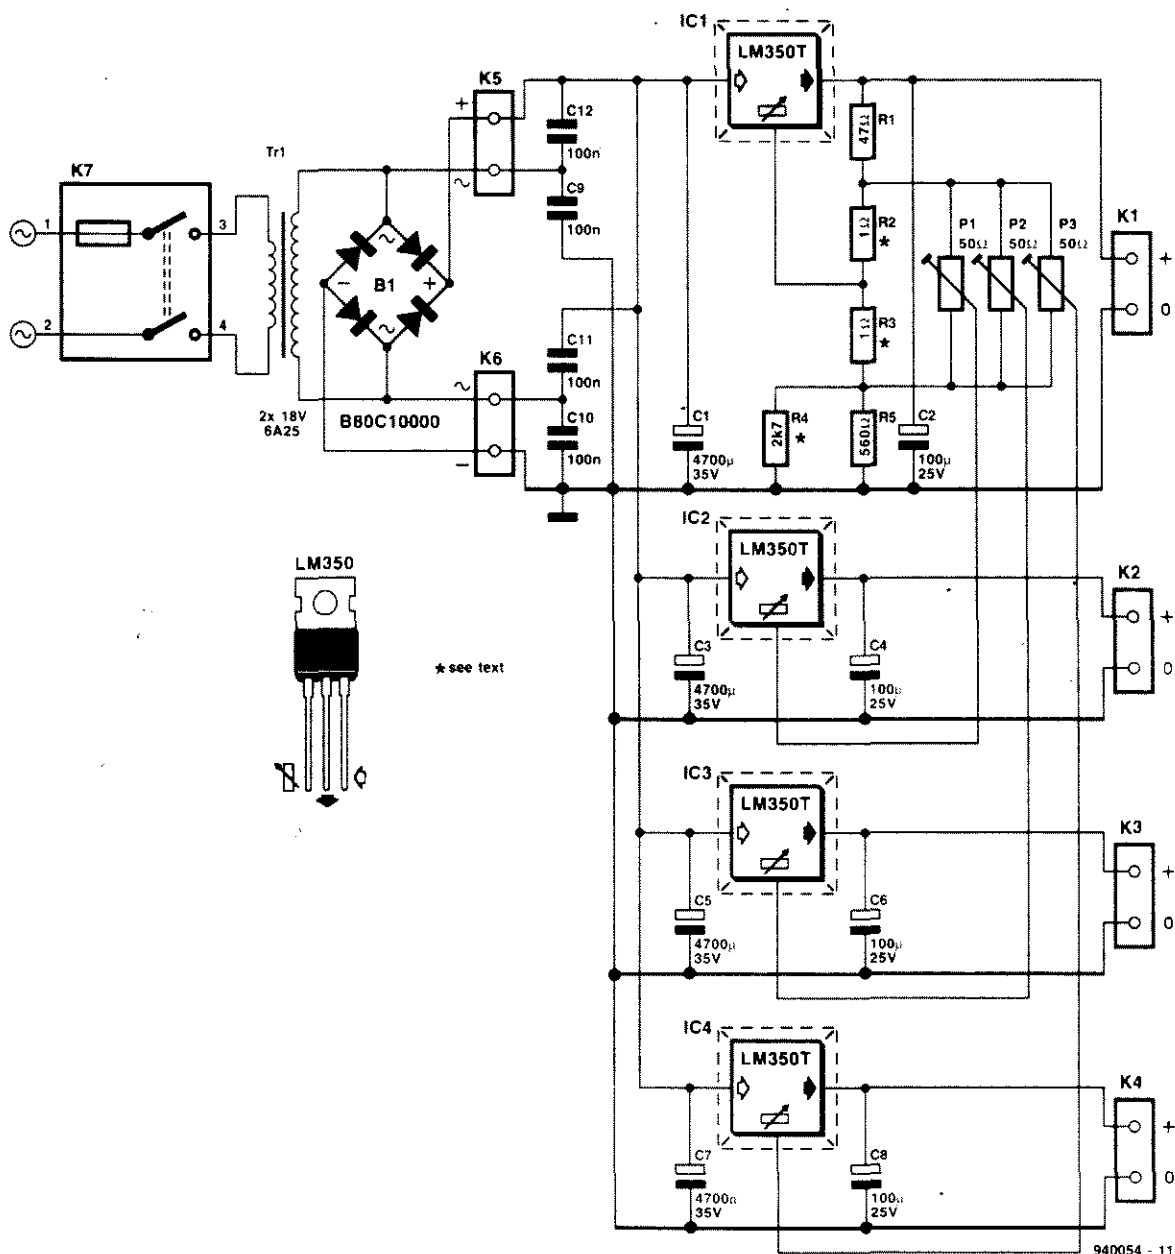 IC1
LM350T
K5
+
C12
100n
R1
47Ω
Tr1
K7
~
C9
100n
1
3
R2
1Ω
*
P1
50Ω
P2
50Ω
P3
50Ω
K1
+
0
~
−
B1
+
~
2
4
R3
1Ω
*
C11
100n
K6
~
2x 18V
6A25
B80C10000
C10
100n
−
C1
4700µ
35V
R4
2k7
*
R5
560Ω
C2
100µ
25V
IC2
LM350T
K2
+
0
LM350
* see text
C3
4700µ
35V
C4
100µ
25V
IC3
LM350T
K3
+
0
C5
4700µ
35V
C6
100µ
25V
IC4
LM350T
K4
+
0
C7
4700n
35V
C8
100µ
25V
940054 - 11